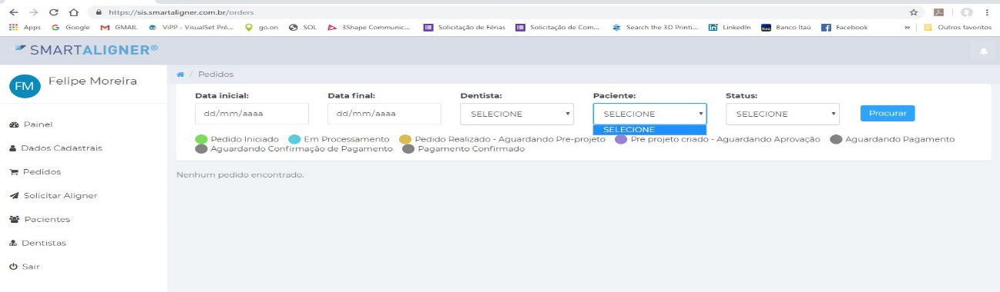 https://sis.smartaligner.com.br/orders
Apps Google GMAIL ViPP - VisualSet Pré... go.on SOL 3Shape Communic... Solicitação de Férias Solicitação de Com... Search the 3D Printi... LinkedIn Itaú Banco Itaú Facebook » Outros favoritos
SMARTALIGNER®
FM Felipe Moreira
Painel
Dados Cadastrais
Pedidos
Solicitar Aligner
Pacientes
Dentistas
Sair
/ Pedidos
Data inicial: Data final: Dentista: Paciente: Status:
dd/mm/aaaa dd/mm/aaaa SELECIONE SELECIONE SELECIONE Procurar
SELECIONE
Pedido Iniciado Em Processamento Pedido Realizado - Aguardando Pre-projeto Pre projeto criado - Aguardando Aprovação Aguardando Pagamento
Aguardando Confirmação de Pagamento Pagamento Confirmado
Nenhum pedido encontrado.